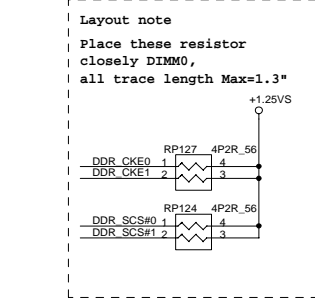 Layout note
Place these resistor
closely DIMM0,
all trace length Max=1.3"
+1.25VS
RP127 4P2R_56
DDR_CKE0 1 4
DDR_CKE1 2 3
RP124 4P2R_56
DDR_SCS#0 1 4
DDR_SCS#1 2 3